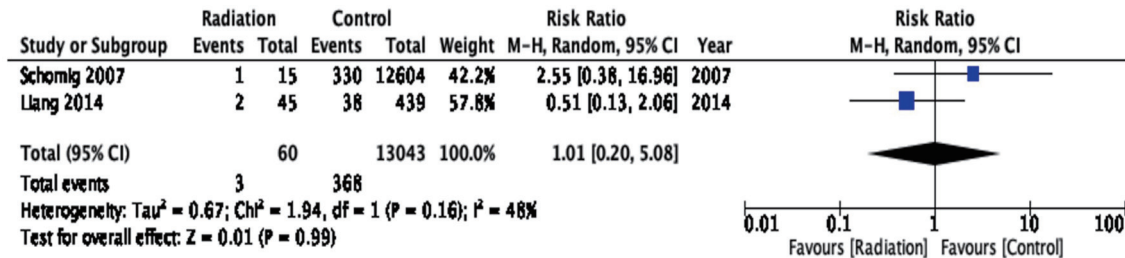 Radiation Control Risk Ratio Risk Ratio
Study or Subgroup Events Total Events Total Weight M-H, Random, 95% CI Year M-H, Random, 95% CI
Schomig 2007 1 15 330 12604 42.2% 2.55 [0.38, 16.96] 2007
Liang 2014 2 45 38 439 57.8% 0.51 [0.13, 2.06] 2014
Total (95% CI) 60 13043 100.0% 1.01 [0.20, 5.08]
Total events 3 368
Heterogeneity: Tau² = 0.67; Chi² = 1.94, df = 1 (P = 0.16); I² = 48%
Test for overall effect: Z = 0.01 (P = 0.99)
0.01 0.1 1 10 100
Favours [Radiation] Favours [Control]